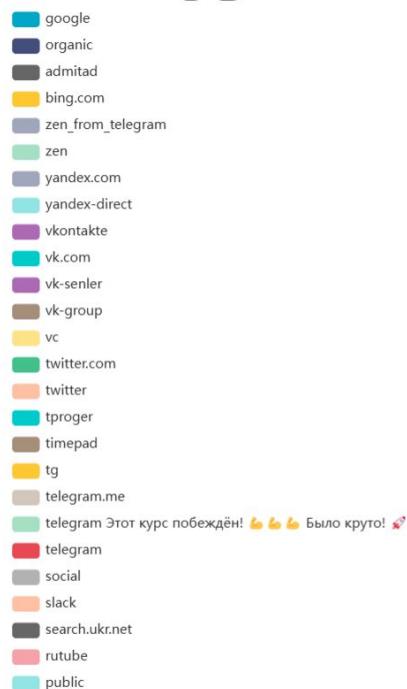 google
organic
admitad
bing.com
zen_from_telegram
zen
yandex.com
yandex-direct
vkontakte
vk.com
vk-senler
vk-group
vc
twitter.com
twitter
tproger
timepad
tg
telegram.me
telegram Этот курс побеждён! 💪💪💪 Было круто! 🚀
telegram
social
slack
search.ukr.net
rutube
public